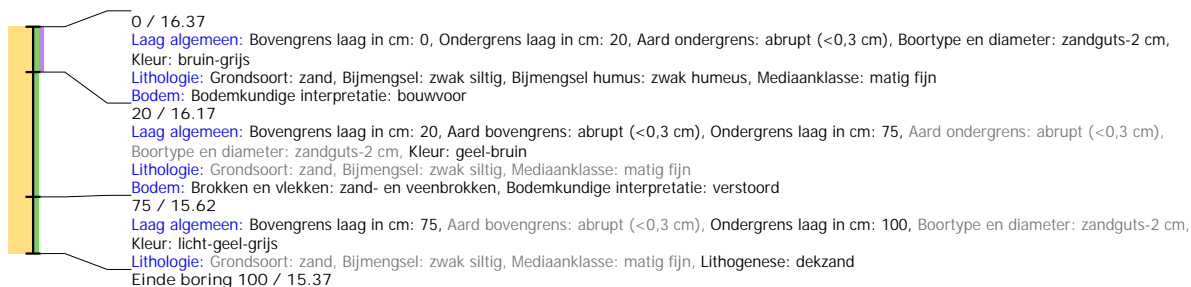 0 / 16.37
Laag algemeen: Bovengrens laag in cm: 0, Ondergrens laag in cm: 20, Aard ondergrens: abrupt (<0,3 cm), Boortype en diameter: zandguts-2 cm,
Kleur: bruin-grijs
Lithologie: Grondsoort: zand, Bijmengsel: zwak siltig, Bijmengsel humus: zwak humeus, Mediaanklasse: matig fijn
Bodem: Bodemkundige interpretatie: bouwvoor
20 / 16.17
Laag algemeen: Bovengrens laag in cm: 20, Aard bovengrens: abrupt (<0,3 cm), Ondergrens laag in cm: 75, Aard ondergrens: abrupt (<0,3 cm),
Boortype en diameter: zandguts-2 cm, Kleur: geel-bruin
Lithologie: Grondsoort: zand, Bijmengsel: zwak siltig, Mediaanklasse: matig fijn
Bodem: Brokken en vlekken: zand- en veenbrokken, Bodemkundige interpretatie: verstoord
75 / 15.62
Laag algemeen: Bovengrens laag in cm: 75, Aard bovengrens: abrupt (<0,3 cm), Ondergrens laag in cm: 100, Boortype en diameter: zandguts-2 cm,
Kleur: licht-geel-grijs
Lithologie: Grondsoort: zand, Bijmengsel: zwak siltig, Mediaanklasse: matig fijn, Lithogenese: dekzand
Einde boring 100 / 15.37